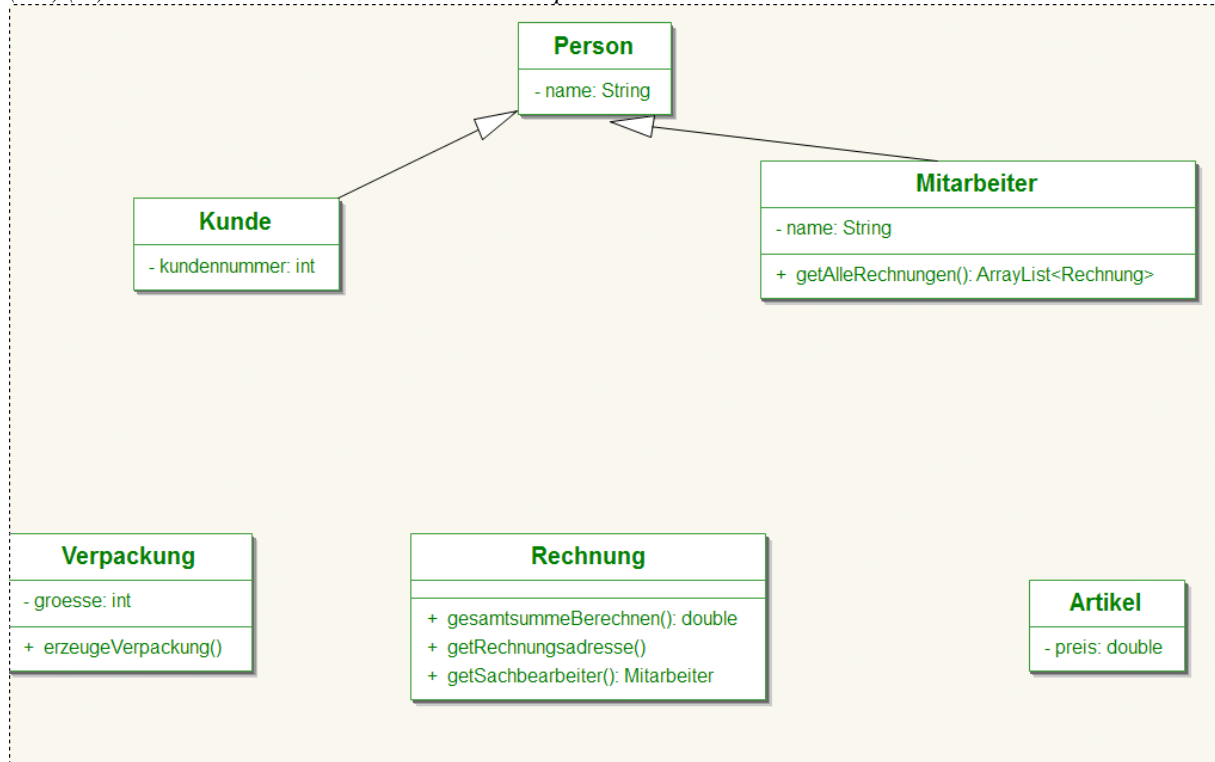 Person
- name: String
Mitarbeiter
- name: String
+ getAlleRechnungen(): ArrayList<Rechnung>
Kunde
- kundennummer: int
Verpackung
- groesse: int
+ erzeugeVerpackung()
Rechnung
+ gesamtsummeBerechnen(): double
+ getRechnungsadresse()
+ getSachbearbeiter(): Mitarbeiter
Artikel
- preis: double